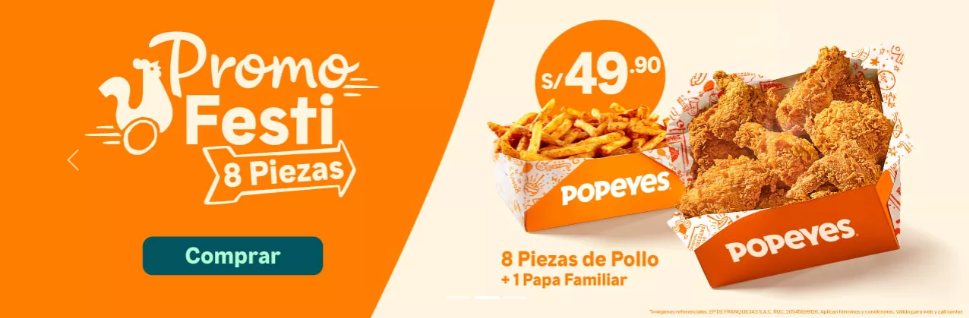 Promo
Festi
8 Piezas
Comprar
S/49.90
POPEYES
POPEYES
8 Piezas de Pollo
+ 1 Papa Familiar